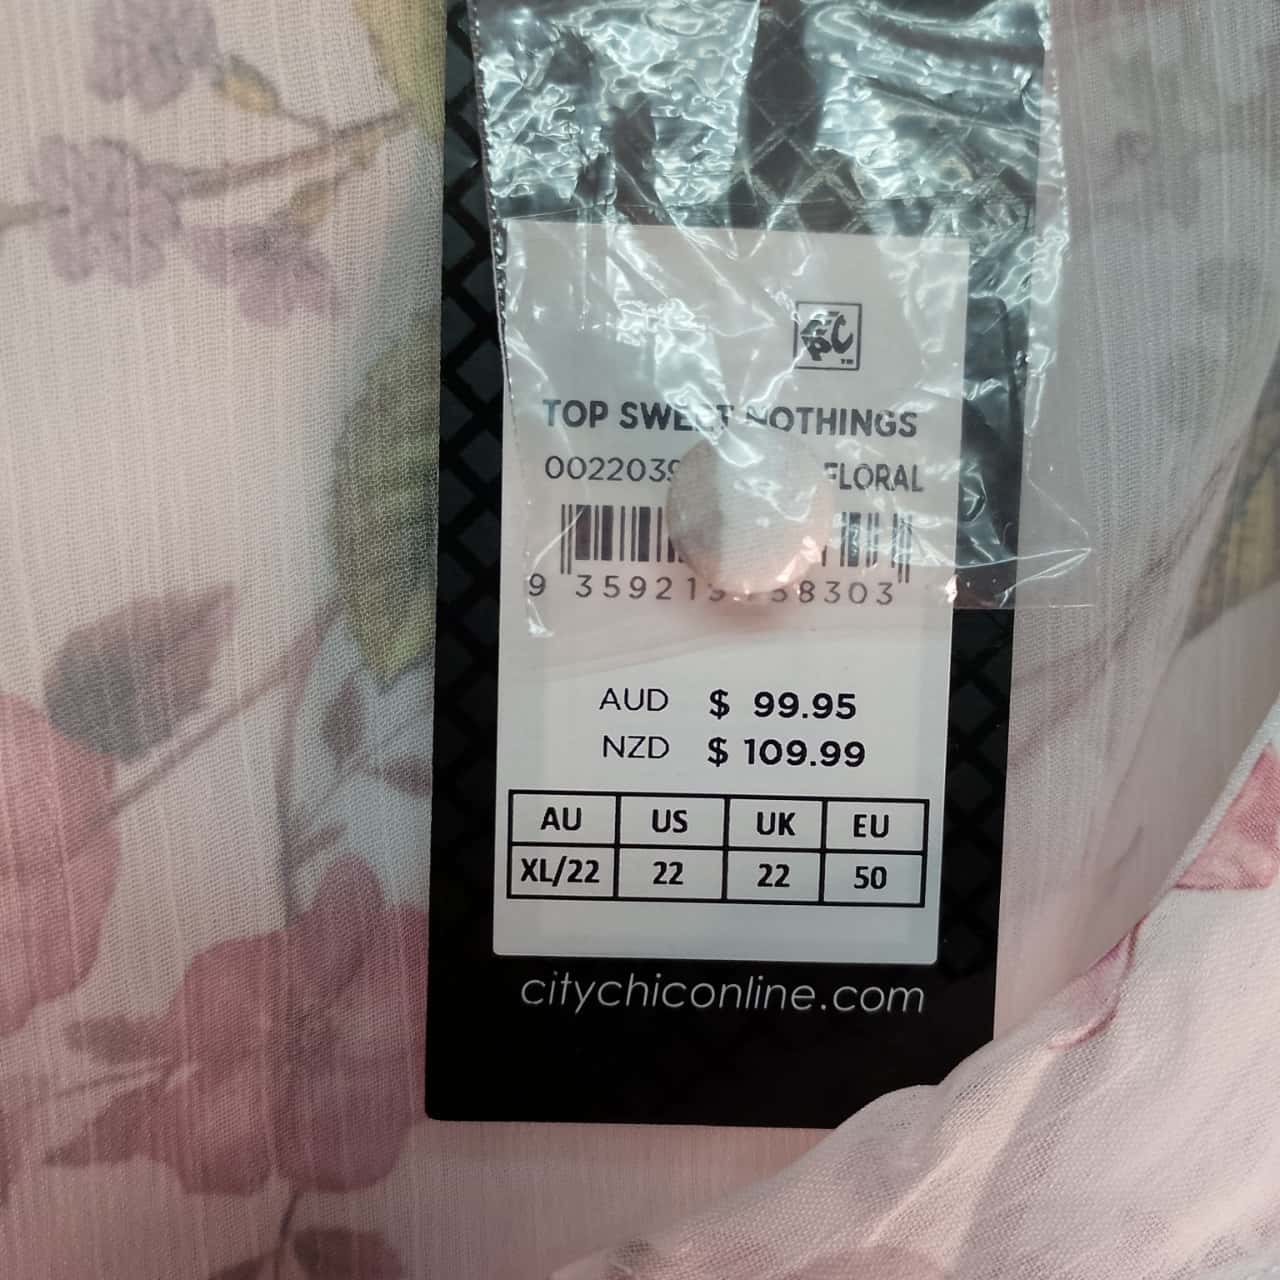 TOP SWEET NOTHINGS
FLORAL
AUD $ 99.95
NZD $ 109.99
AU US UK EU
XL/22 22 22 50
citychiconline.com